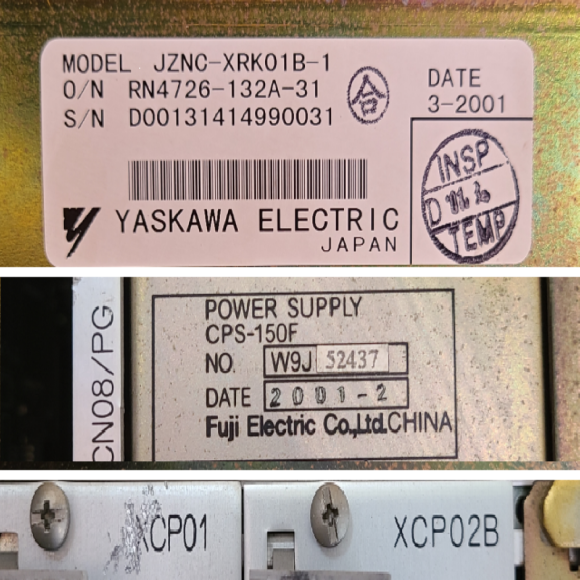 MODEL JZNC-XRK01B-1
O/N RN4726-132A-31
S/N D00131414990031
合
DATE
3-2001
INSP
D
TEMP
YASKAWA ELECTRIC
JAPAN
CN08/PG
POWER SUPPLY
CPS-150F
NO. W9J 52437
DATE 2001-2
Fuji Electric Co.,Ltd.CHINA
XCP01
XCP02B